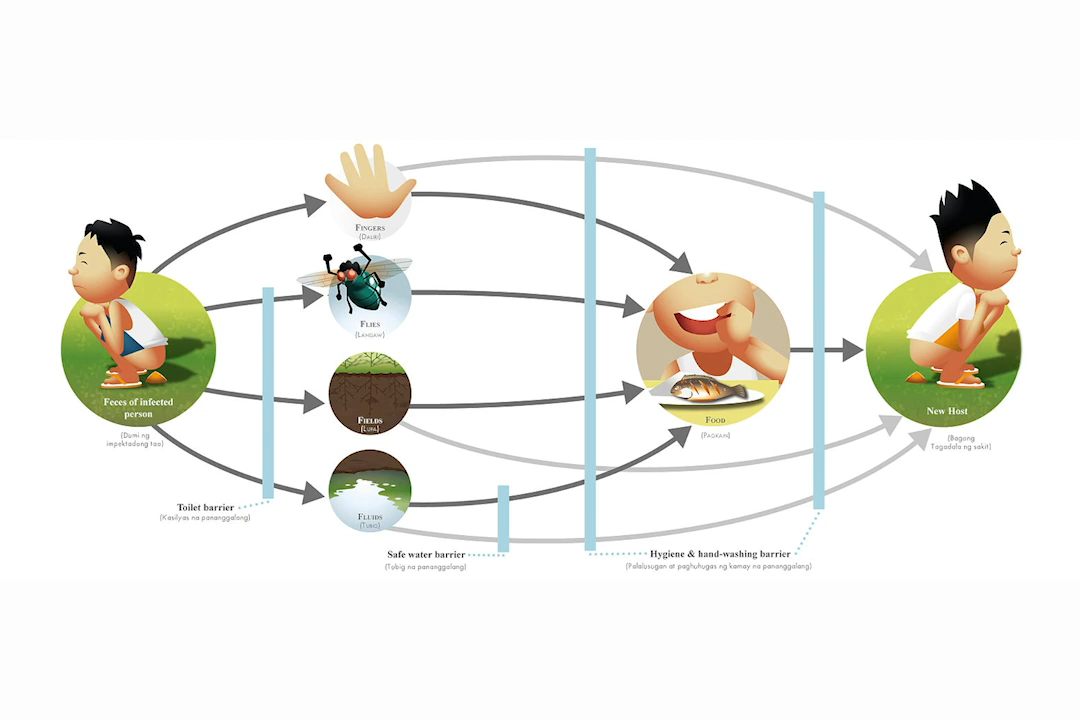 Fingers
(Daliri)
Flies
(Langaw)
Fields
(Lupa)
Fluids
(Tubig)
Feces of infected
person
(Dumi ng
impektadong tao)
Food
(Pagkain)
New Host
(Bagong
Tagadala ng sakit)
Toilet barrier
(Kasilyas na pananggalang)
Safe water barrier
(Tubig na pananggalang)
Hygiene & hand-washing barrier
(Palalusugan at paghuhugas ng kamay na pananggalang)